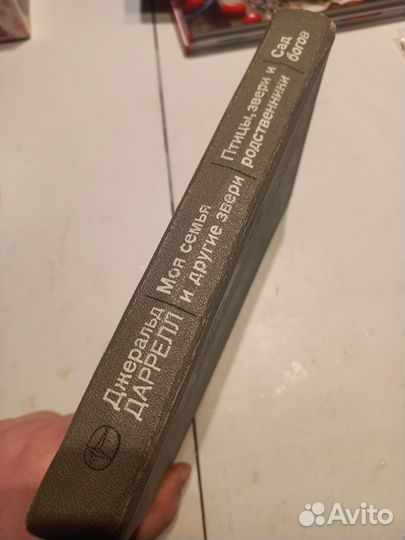 Джеральд
ДАРРЕЛЛ
Моя семья
и другие звери
Птицы, звери и
родственники
Сад
богов
Avito